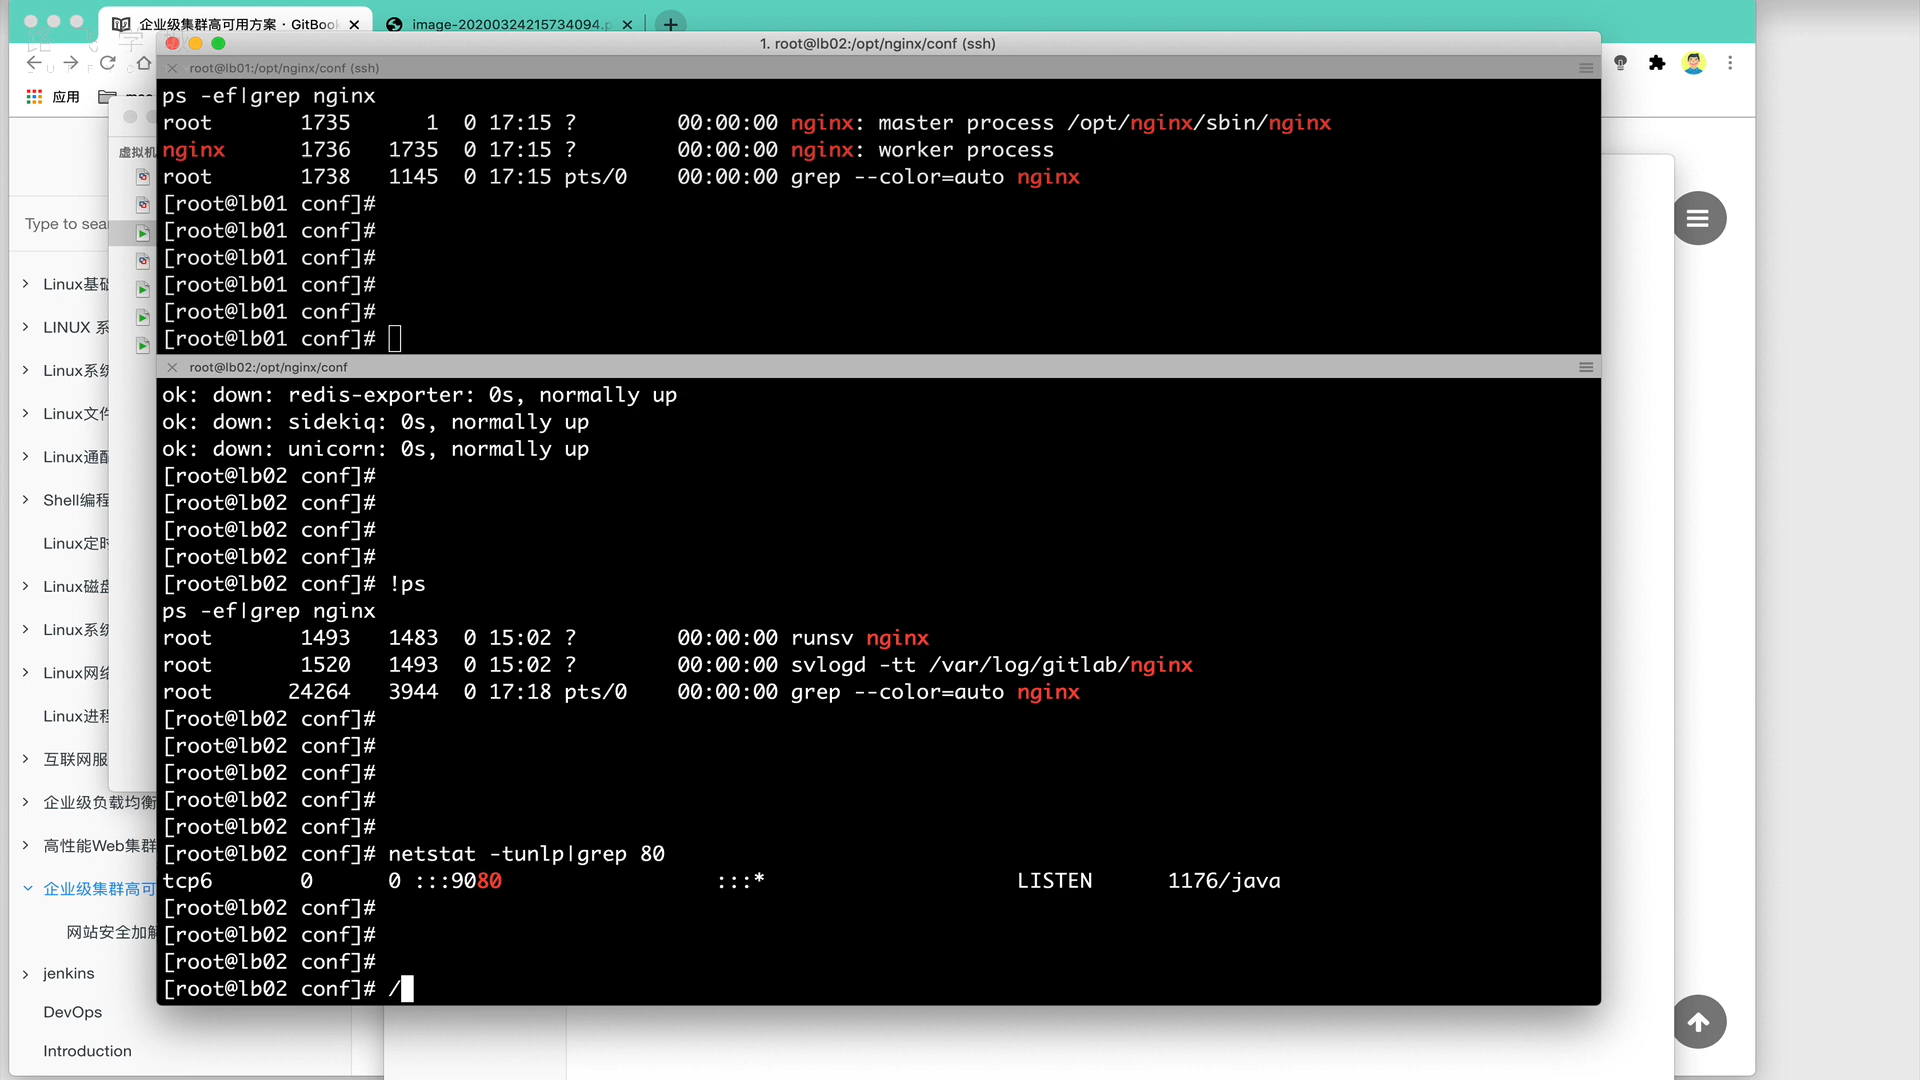 企业级集群高可用方案 · GitBook
image-20200324215734094.p
1. root@lb02:/opt/nginx/conf (ssh)
应用
root@lb01:/opt/nginx/conf (ssh)
ps -ef|grep nginx
root 1735 1 0 17:15 ? 00:00:00 nginx: master process /opt/nginx/sbin/nginx
nginx 1736 1735 0 17:15 ? 00:00:00 nginx: worker process
root 1738 1145 0 17:15 pts/0 00:00:00 grep --color=auto nginx
[root@lb01 conf]#
[root@lb01 conf]#
[root@lb01 conf]#
[root@lb01 conf]#
[root@lb01 conf]#
[root@lb01 conf]#
root@lb02:/opt/nginx/conf
ok: down: redis-exporter: 0s, normally up
ok: down: sidekiq: 0s, normally up
ok: down: unicorn: 0s, normally up
[root@lb02 conf]#
[root@lb02 conf]#
[root@lb02 conf]#
[root@lb02 conf]#
[root@lb02 conf]# !ps
ps -ef|grep nginx
root 1493 1483 0 15:02 ? 00:00:00 runsv nginx
root 1520 1493 0 15:02 ? 00:00:00 svlogd -tt /var/log/gitlab/nginx
root 24264 3944 0 17:18 pts/0 00:00:00 grep --color=auto nginx
[root@lb02 conf]#
[root@lb02 conf]#
[root@lb02 conf]#
[root@lb02 conf]#
[root@lb02 conf]#
[root@lb02 conf]# netstat -tunlp|grep 80
tcp6 0 0 :::9080 :::* LISTEN 1176/java
[root@lb02 conf]#
[root@lb02 conf]#
[root@lb02 conf]#
[root@lb02 conf]# /
虚拟机
Type to sea
Linux基础
LINUX 系
Linux系统
Linux文件
Linux通配
Shell编程
Linux定时
Linux磁盘
Linux系统
Linux网络
Linux进程
互联网服
企业级负载均衡
高性能Web集群
企业级集群高可
网站安全加解
jenkins
DevOps
Introduction